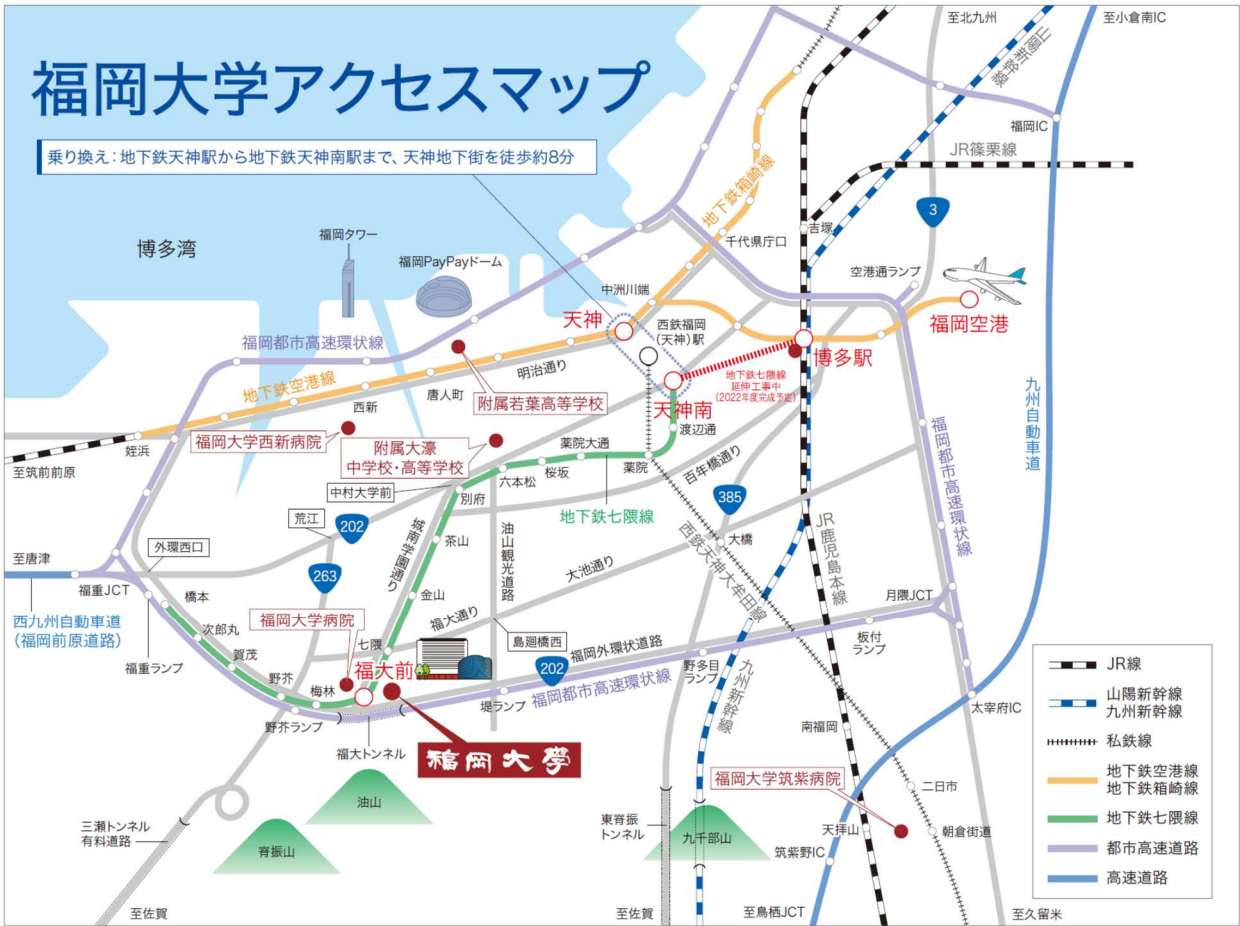 福岡大学アクセスマップ
乗り換え:地下鉄天神駅から地下鉄天神南駅まで、天神地下街を徒歩約8分
至北九州
至小倉南IC
山陽新幹線
福岡IC
JR篠栗線
地下鉄箱崎線
3
博多湾
福岡タワー
福岡PayPayドーム
千代県庁口
吉塚
空港通ランプ
中洲川端
天神
西鉄福岡
(天神)駅
福岡空港
博多駅
福岡都市高速環状線
地下鉄空港線
明治通り
唐人町
西新
地下鉄七隈線
延伸工事中
(2022年度完成予定)
天神南
附属若葉高等学校
九州自動車道
福岡大学西新病院
附属大濠
中学校・高等学校
姪浜
至筑前前原
渡辺通
薬院大通
薬院
桜坂
六本松
別府
中村大学前
百年橋通り
福岡都市高速環状線
385
地下鉄七隈線
荒江
202
城南学園通り
茶山
油山観光道路
大橋
西鉄天神大牟田線
JR鹿児島本線
至唐津
外環西口
福重JCT
263
大池通り
月隈JCT
橋本
金山
福大通り
西九州自動車道
(福岡前原道路)
次郎丸
福岡大学病院
七隈
島廻橋西
福岡外環状道路
板付
ランプ
賀茂
福重ランプ
福大前
202
野多目
ランプ
九州新幹線
野芥
梅林
福岡都市高速環状線
堤ランプ
太宰府IC
野芥ランプ
福大トンネル
福岡大學
南福岡
福岡大学筑紫病院
二日市
油山
三瀬トンネル
有料道路
脊振山
東脊振
トンネル
九千部山
天拝山
朝倉街道
筑紫野IC
至佐賀
至佐賀
至鳥栖JCT
至久留米
JR線
山陽新幹線
九州新幹線
私鉄線
地下鉄空港線
地下鉄箱崎線
地下鉄七隈線
都市高速道路
高速道路